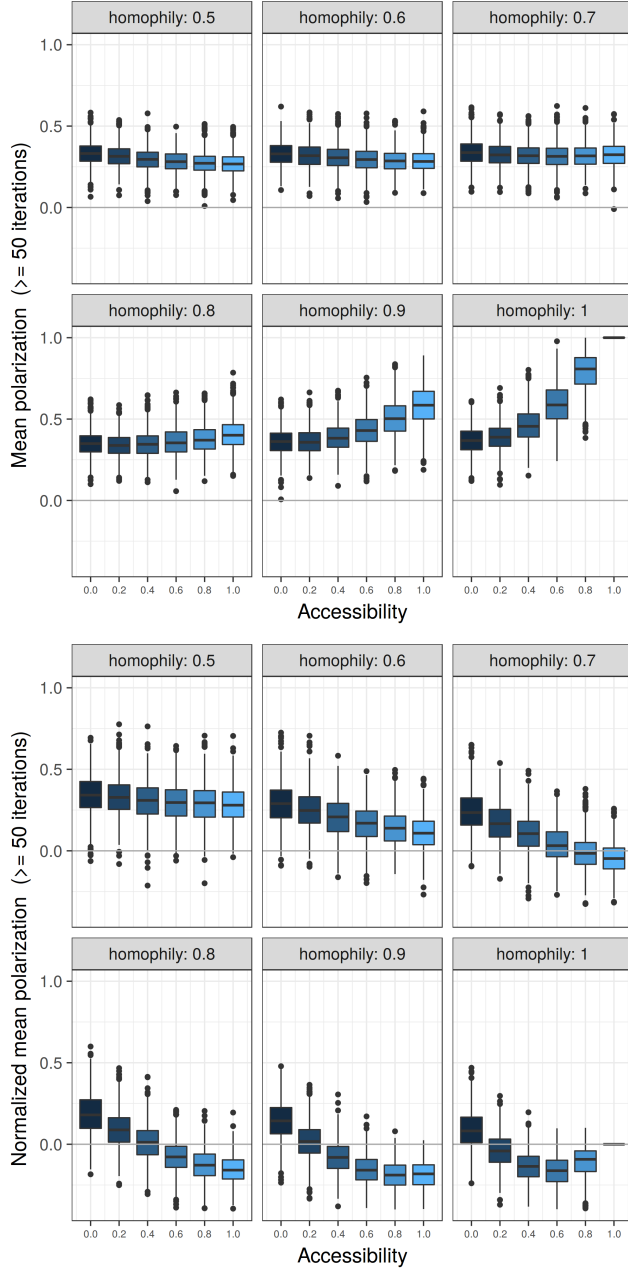 homophily: 0.5 homophily: 0.6 homophily: 0.7
1.0
0.5
0.0
homophily: 0.8 homophily: 0.9 homophily: 1
1.0
0.5
0.0
Mean polarization (>= 50 iterations)
0.0 0.2 0.4 0.6 0.8 1.0 0.0 0.2 0.4 0.6 0.8 1.0 0.0 0.2 0.4 0.6 0.8 1.0
Accessibility
homophily: 0.5 homophily: 0.6 homophily: 0.7
1.0
0.5
0.0
homophily: 0.8 homophily: 0.9 homophily: 1
1.0
0.5
0.0
Normalized mean polarization (>= 50 iterations)
0.0 0.2 0.4 0.6 0.8 1.0 0.0 0.2 0.4 0.6 0.8 1.0 0.0 0.2 0.4 0.6 0.8 1.0
Accessibility